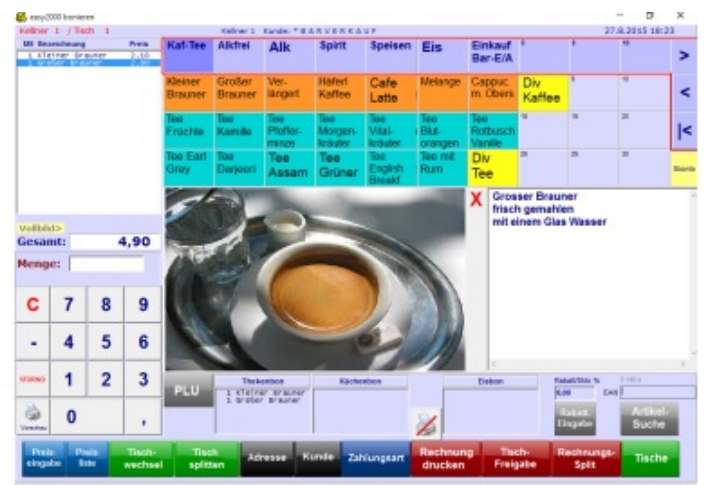 easy2000 bonieren
Kellner 1 / Tisch 1
Kellner 1 Kunde: * B A R V E R K A U F
27.8.2015 18:23
ME Bezeichnung Preis
1 Kleiner Brauner 2,10
1 Großer Brauner 2,80
Kaf-Tee Alkfrei Alk Spirit Speisen Eis Einkauf
Bar-E/A
>
Kleiner Großer Ver- Häferl Cafe Melange Cappuc. Div
Brauner Brauner längert Kaffee Latte m. Obers Kaffee
<
Tee Tee Tee Tee Tee Tee Tee
Früchte Kamille Pfeffer- Morgen- Vital- Blut- Rotbusch
minze kräuter kräuter orangen Vanille
|<
Tee Earl Tee Tee Tee Tee Tee mit Div
Grey Darjeeri Assam Grüner English Rum Tee
Breakf.
X
Grosser Brauner
frisch gemahlen
mit einem Glas Wasser
Vollbild>
Gesamt: 4,90
Menge:
C 7 8 9
- 4 5 6
STORNO 1 2 3
Vorschau 0 ,
PLU
Thekenbon Küchenbon Eisbon
1 Kleiner Brauner
1 Großer Brauner
Rabatt/Skto %
0,00 EAN
Rabatt
Eingabe
Artikel-
Suche
Preis- Preis- Tisch- Tisch Adresse Kunde Zahlungsart Rechnung Tisch- Rechnungs- Tische
eingabe liste wechsel splitten drucken Freigabe Split